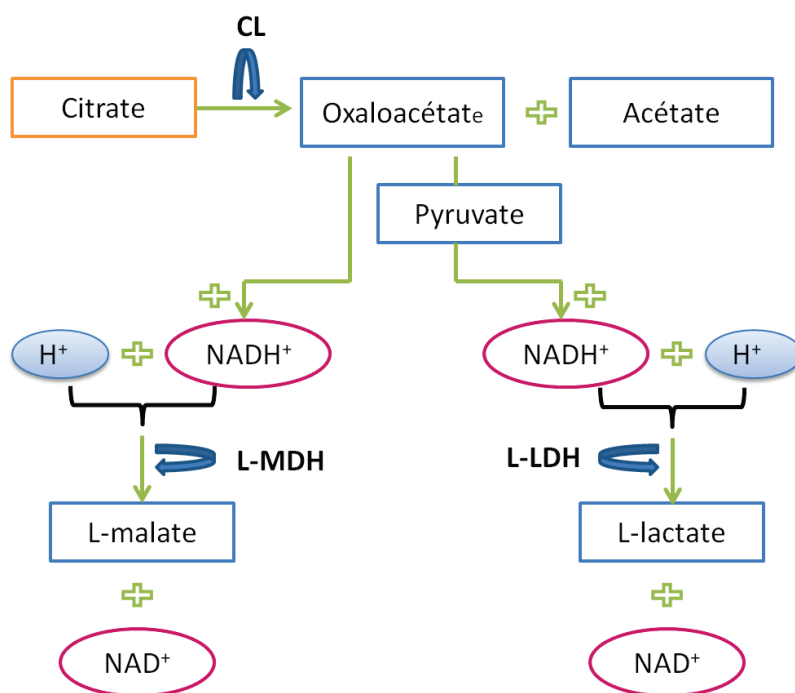 CL
Citrate
Oxaloacétate
Acétate
Pyruvate
H⁺
NADH⁺
NADH⁺
H⁺
L-MDH
L-LDH
L-malate
L-lactate
NAD⁺
NAD⁺